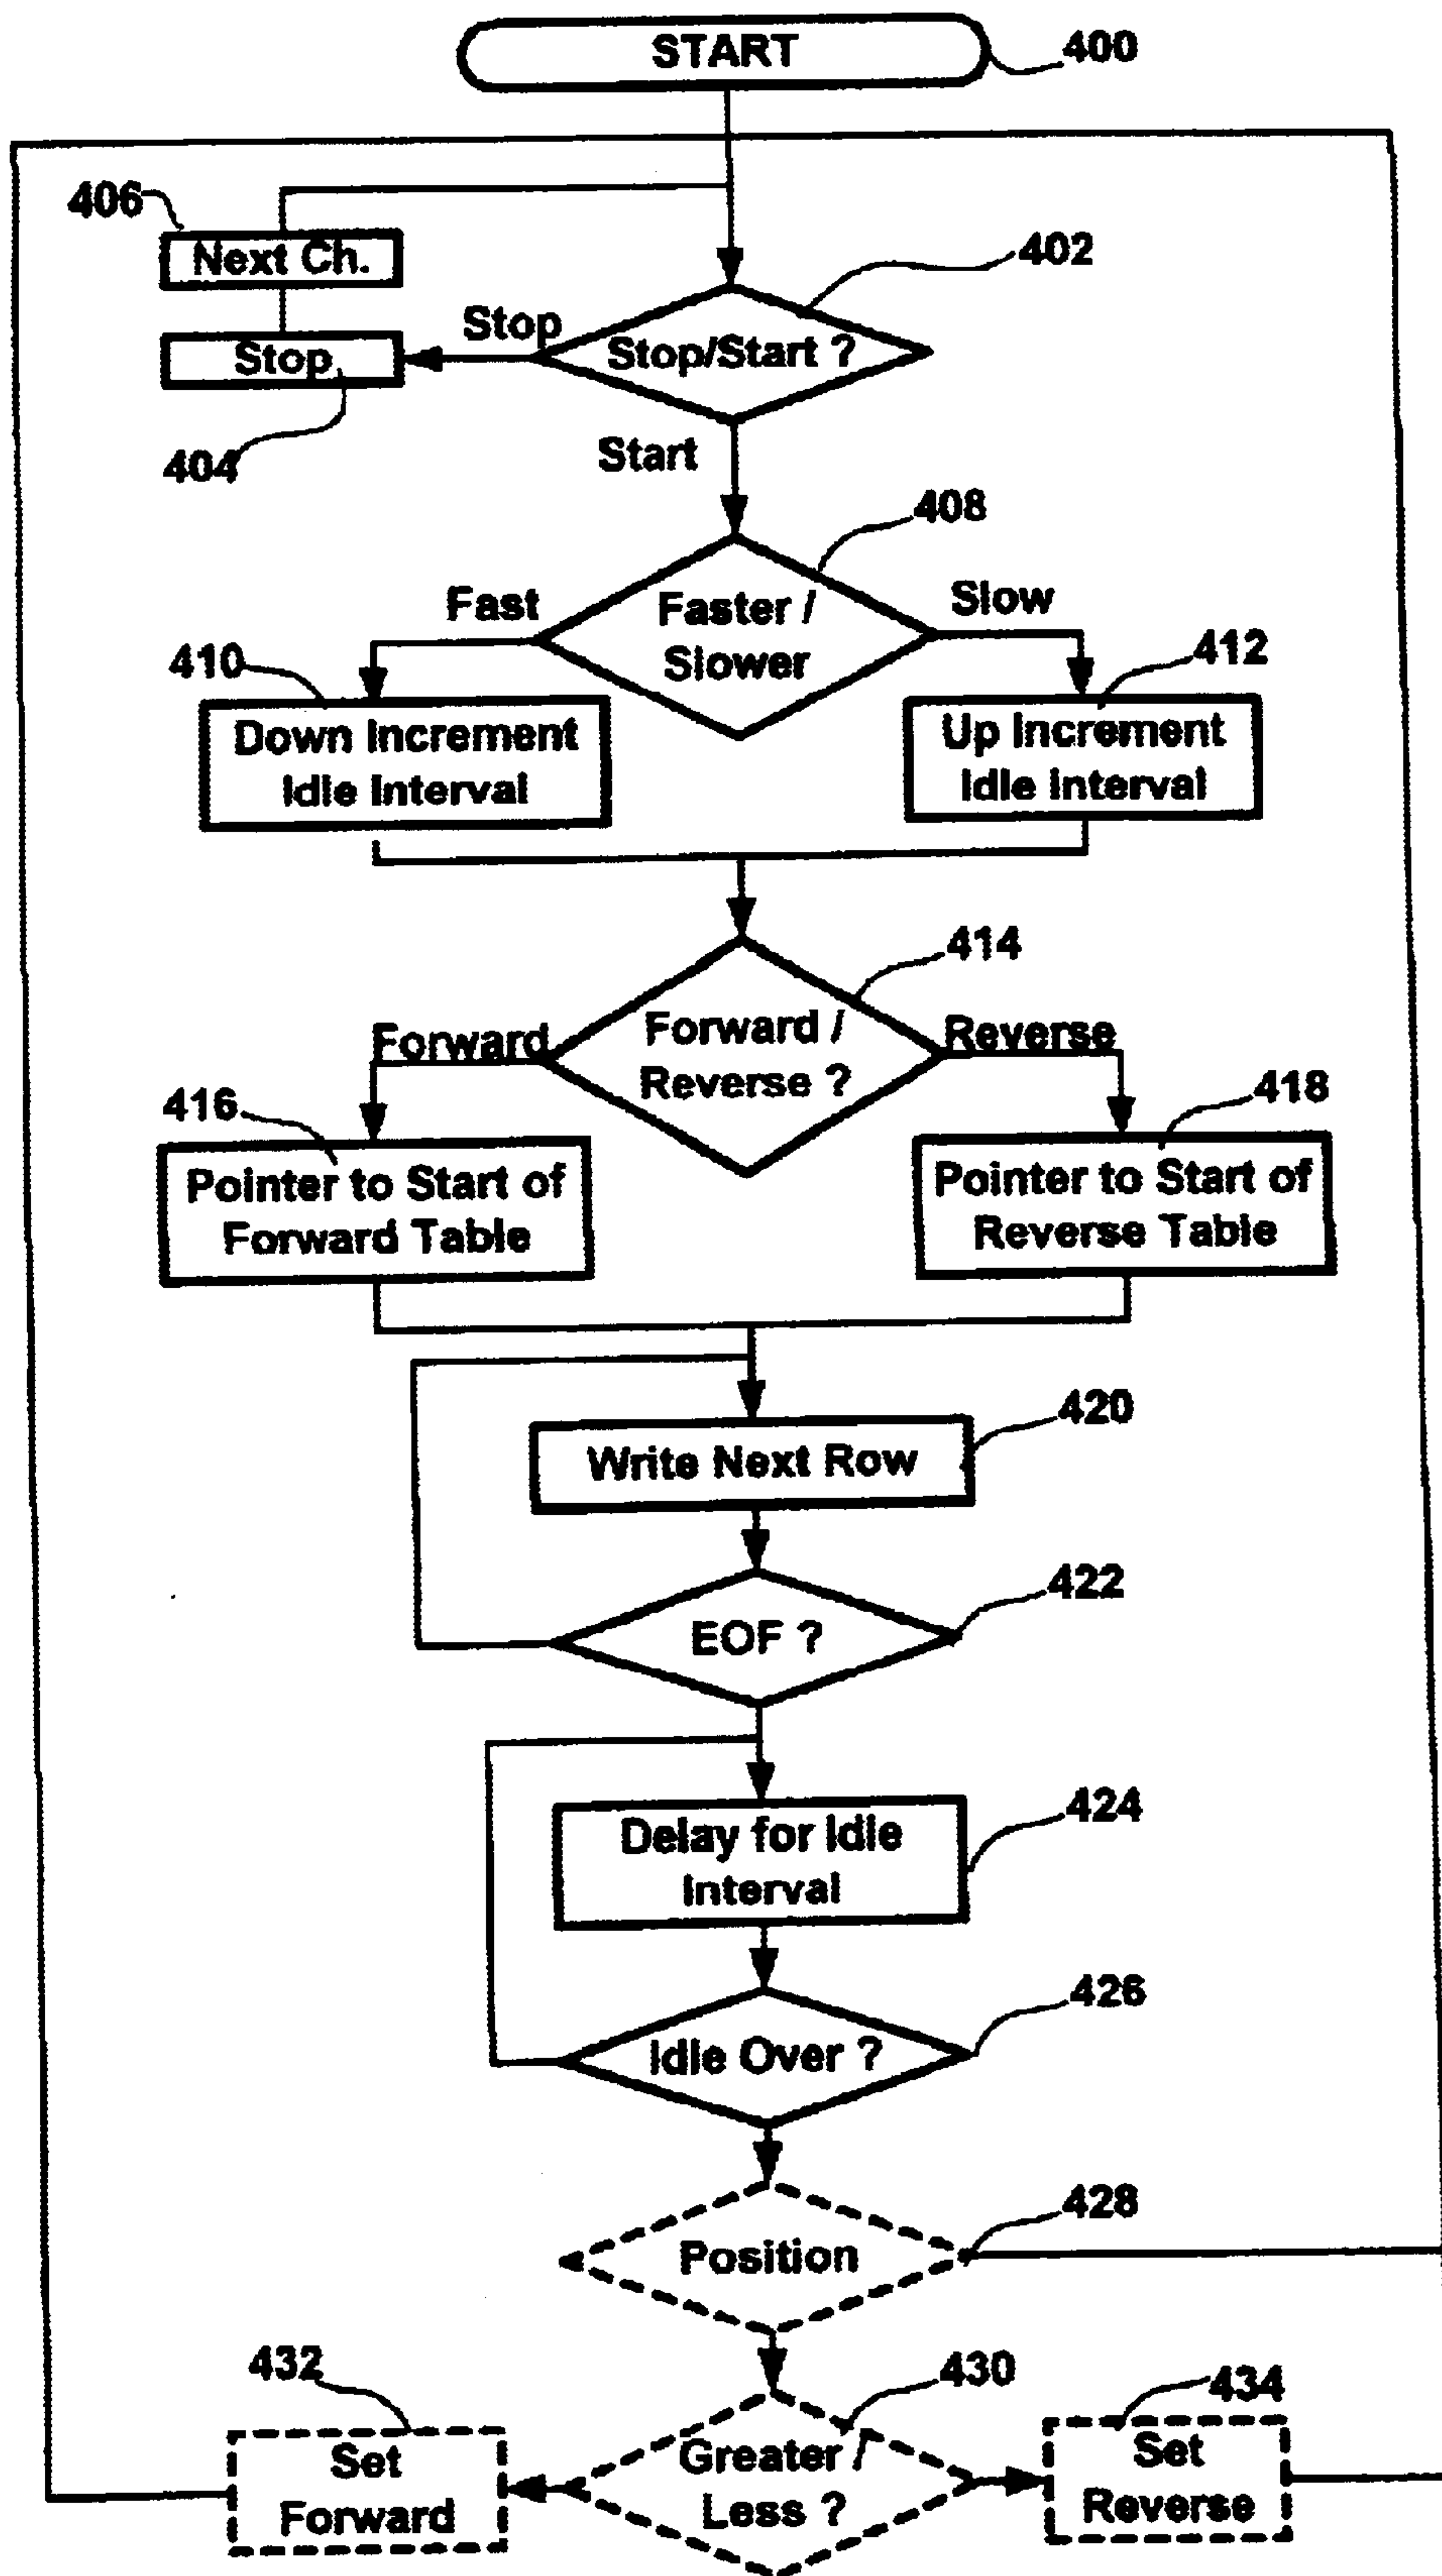 START
400
406
Next Ch.
402
Stop
Stop/Start ?
Stop
404
Start
408
Fast
Faster /
Slower
Slow
410
412
Down Increment
Idle Interval
Up Increment
Idle Interval
414
Forward
Forward /
Reverse ?
Reverse
416
418
Pointer to Start of
Forward Table
Pointer to Start of
Reverse Table
420
Write Next Row
422
EOF ?
424
Delay for Idle
Interval
426
Idle Over ?
428
Position
432
430
434
Set
Forward
Greater /
Less ?
Set
Reverse